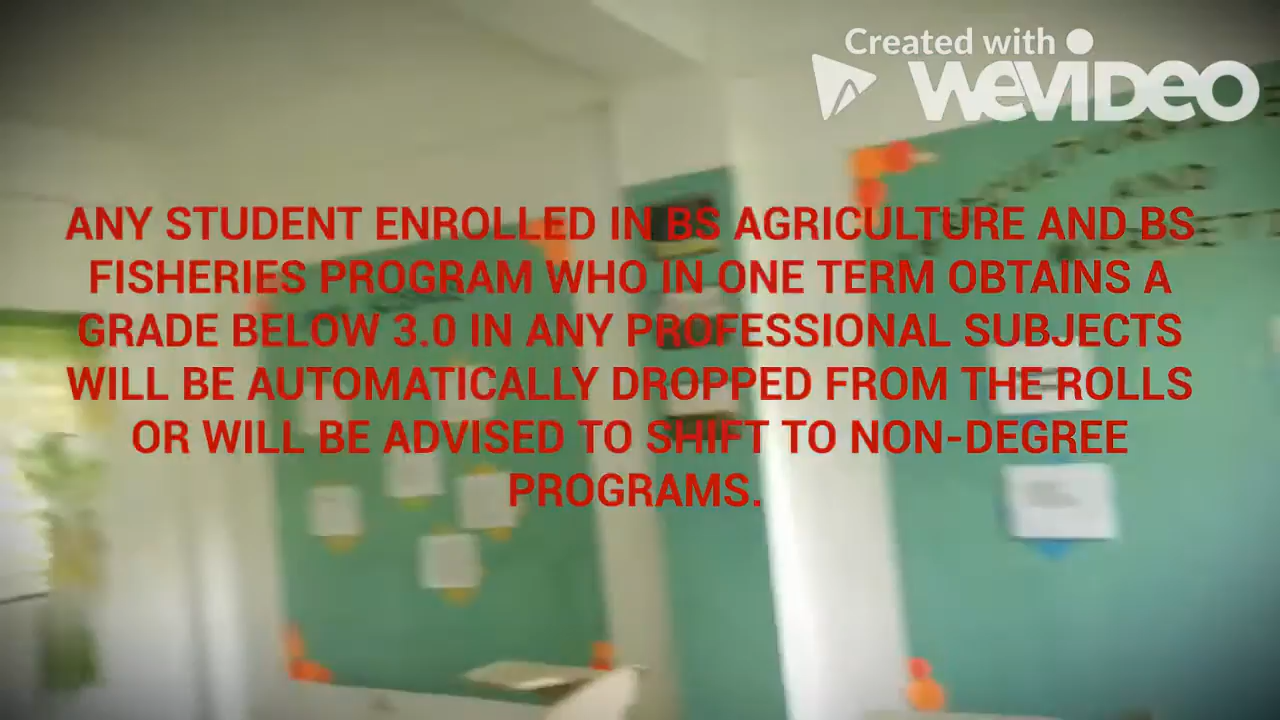 Created with
WEVIDEO
ANY STUDENT ENROLLED IN BS AGRICULTURE AND BS
FISHERIES PROGRAM WHO IN ONE TERM OBTAINS A
GRADE BELOW 3.0 IN ANY PROFESSIONAL SUBJECTS
WILL BE AUTOMATICALLY DROPPED FROM THE ROLLS
OR WILL BE ADVISED TO SHIFT TO NON-DEGREE
PROGRAMS.
AND